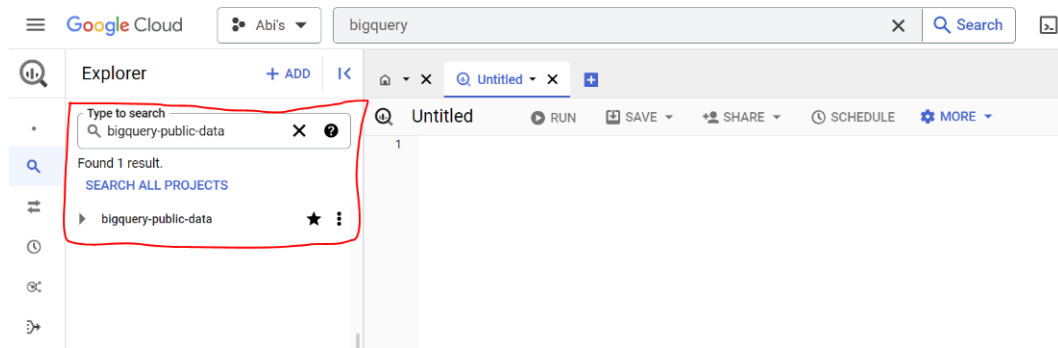 Google Cloud
Abi's
bigquery
Search
Explorer
+ ADD
Untitled
Type to search
bigquery-public-data
Found 1 result.
SEARCH ALL PROJECTS
bigquery-public-data
Untitled
RUN
SAVE
SHARE
SCHEDULE
MORE
1